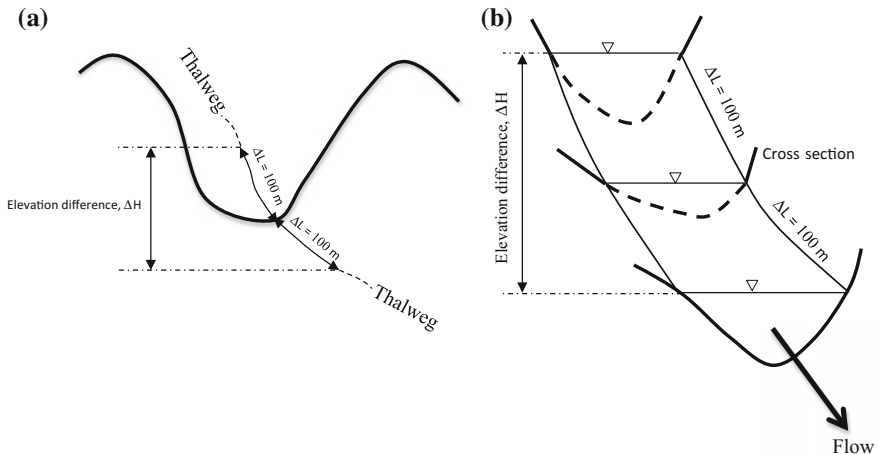 (a)
Thalweg
ΔL = 100 m
Elevation difference, ΔH
ΔL = 100 m
Thalweg
(b)
Elevation difference, ΔH
ΔL = 100 m
Cross section
ΔL = 100 m
Flow